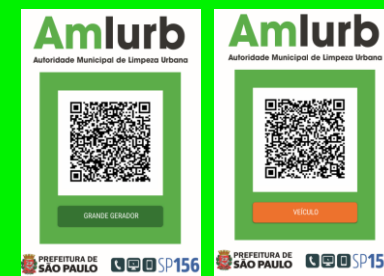 Amlurb
Autoridade Municipal de Limpeza Urbana
GRANDE GERADOR
PREFEITURA DE
SÃO PAULO
SP156
Amlurb
Autoridade Municipal de Limpeza Urbana
VEÍCULO
PREFEITURA DE
SÃO PAULO
SP15